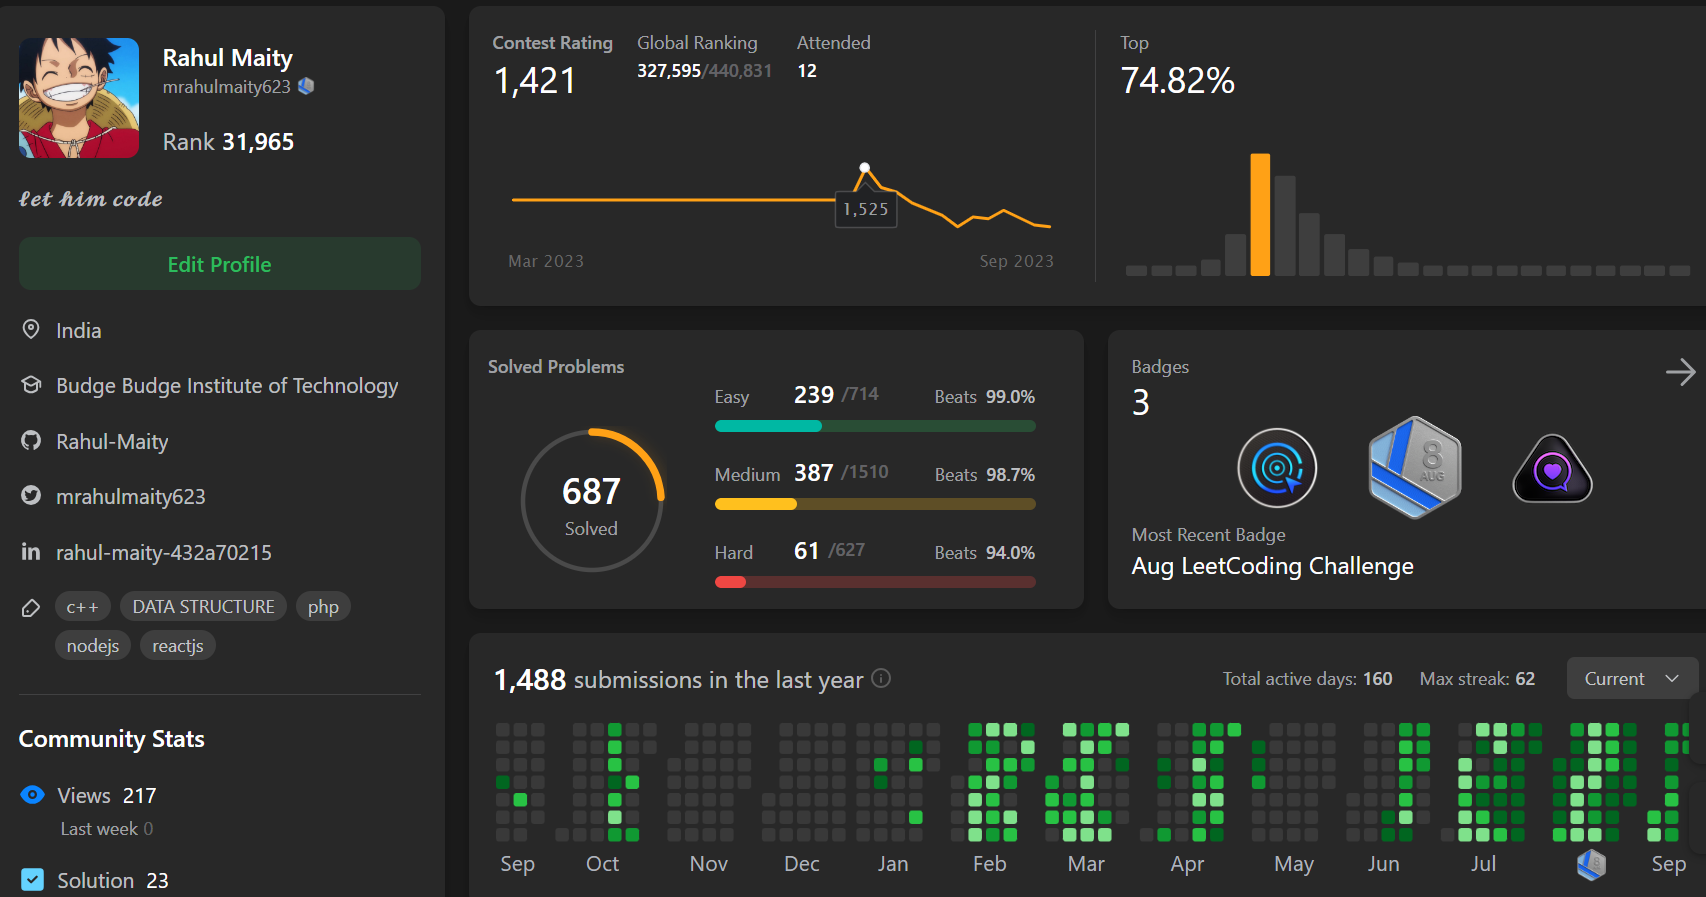 Rahul Maity
mrahulmaity623
Rank 31,965
let him code
Edit Profile
India
Budge Budge Institute of Technology
Rahul-Maity
mrahulmaity623
rahul-maity-432a70215
c++ DATA STRUCTURE php
nodejs reactjs
Community Stats
Views 217
Last week 0
Solution 23
Contest Rating Global Ranking Attended
1,421 327,595/440,831 12
1,525
Mar 2023 Sep 2023
Top
74.82%
Solved Problems
687
Solved
Easy 239 /714 Beats 99.0%
Medium 387 /1510 Beats 98.7%
Hard 61 /627 Beats 94.0%
Badges
3
8
AUG
Most Recent Badge
Aug LeetCoding Challenge
1,488 submissions in the last year
Total active days: 160 Max streak: 62 Current
Sep Oct Nov Dec Jan Feb Mar Apr May Jun Jul Sep